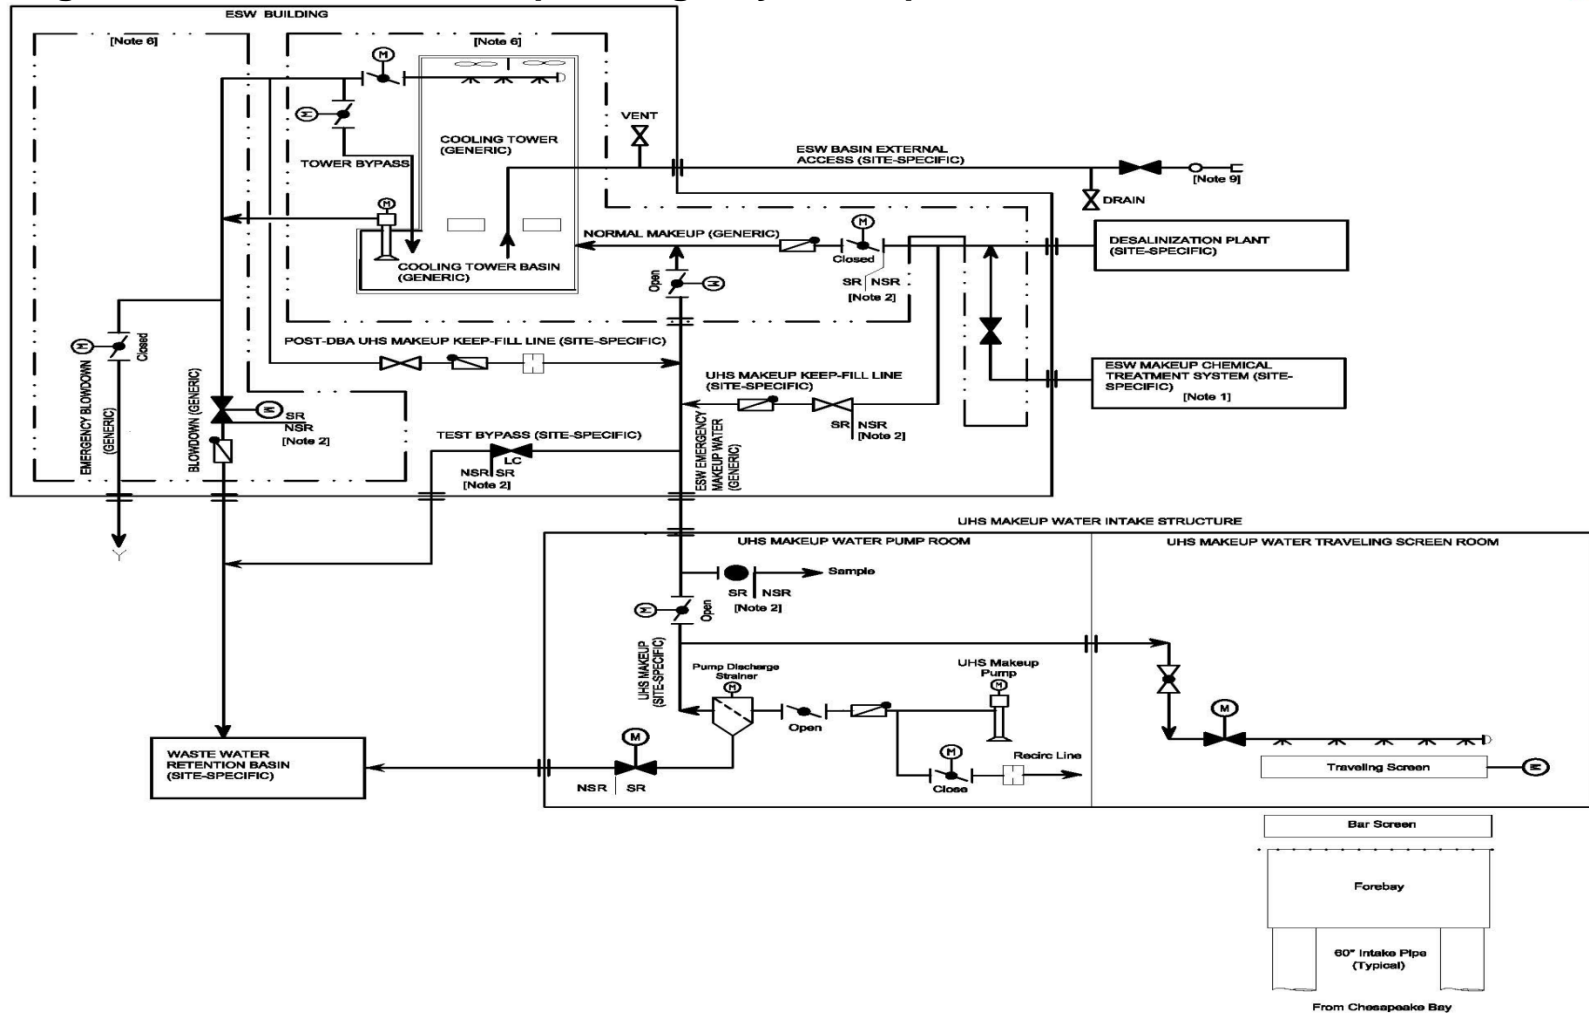 ESW BUILDING
[Note 6]
[Note 6]
M
M
VENT
COOLING TOWER
(GENERIC)
ESW BASIN EXTERNAL
ACCESS (SITE-SPECIFIC)
TOWER BYPASS
[Note 9]
DRAIN
M
M
NORMAL MAKEUP (GENERIC)
DESALINIZATION PLANT
(SITE-SPECIFIC)
Closed
COOLING TOWER BASIN
(GENERIC)
Open
M
SR NSR
[Note 2]
POST-DBA UHS MAKEUP KEEP-FILL LINE (SITE-SPECIFIC)
M
Closed
UHS MAKEUP KEEP-FILL LINE
(SITE-SPECIFIC)
ESW MAKEUP CHEMICAL
TREATMENT SYSTEM (SITE-
SPECIFIC)
[Note 1]
EMERGENCY BLOWDOWN
(GENERIC)
BLOWDOWN (GENERIC)
M
SR
NSR
[Note 2]
SR NSR
[Note 2]
TEST BYPASS (SITE-SPECIFIC)
LC
NSR SR
[Note 2]
ESW EMERGENCY
MAKEUP WATER
(GENERIC)
UHS MAKEUP WATER INTAKE STRUCTURE
UHS MAKEUP WATER PUMP ROOM
UHS MAKEUP WATER TRAVELING SCREEN ROOM
Sample
SR NSR
[Note 2]
M
Open
UHS MAKEUP
(SITE-SPECIFIC)
Pump Discharge
Strainer
M
UHS Makeup
Pump
M
Open
M
M
M
WASTE WATER
RETENTION BASIN
(SITE-SPECIFIC)
Recirc Line
Close
NSR SR
Traveling Screen
M
Bar Screen
Forebay
60" Intake Pipe
(Typical)
From Chesapeake Bay